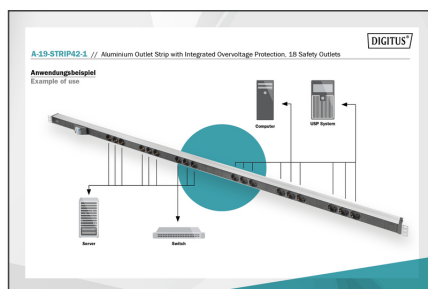 DIGITUS®
A-19-STRIP42-1 // Aluminium Outlet Strip with Integrated Overvoltage Protection, 18 Safety Outlets
Anwendungsbeispiel
Example of use
Computer
USP System
Server
Switch